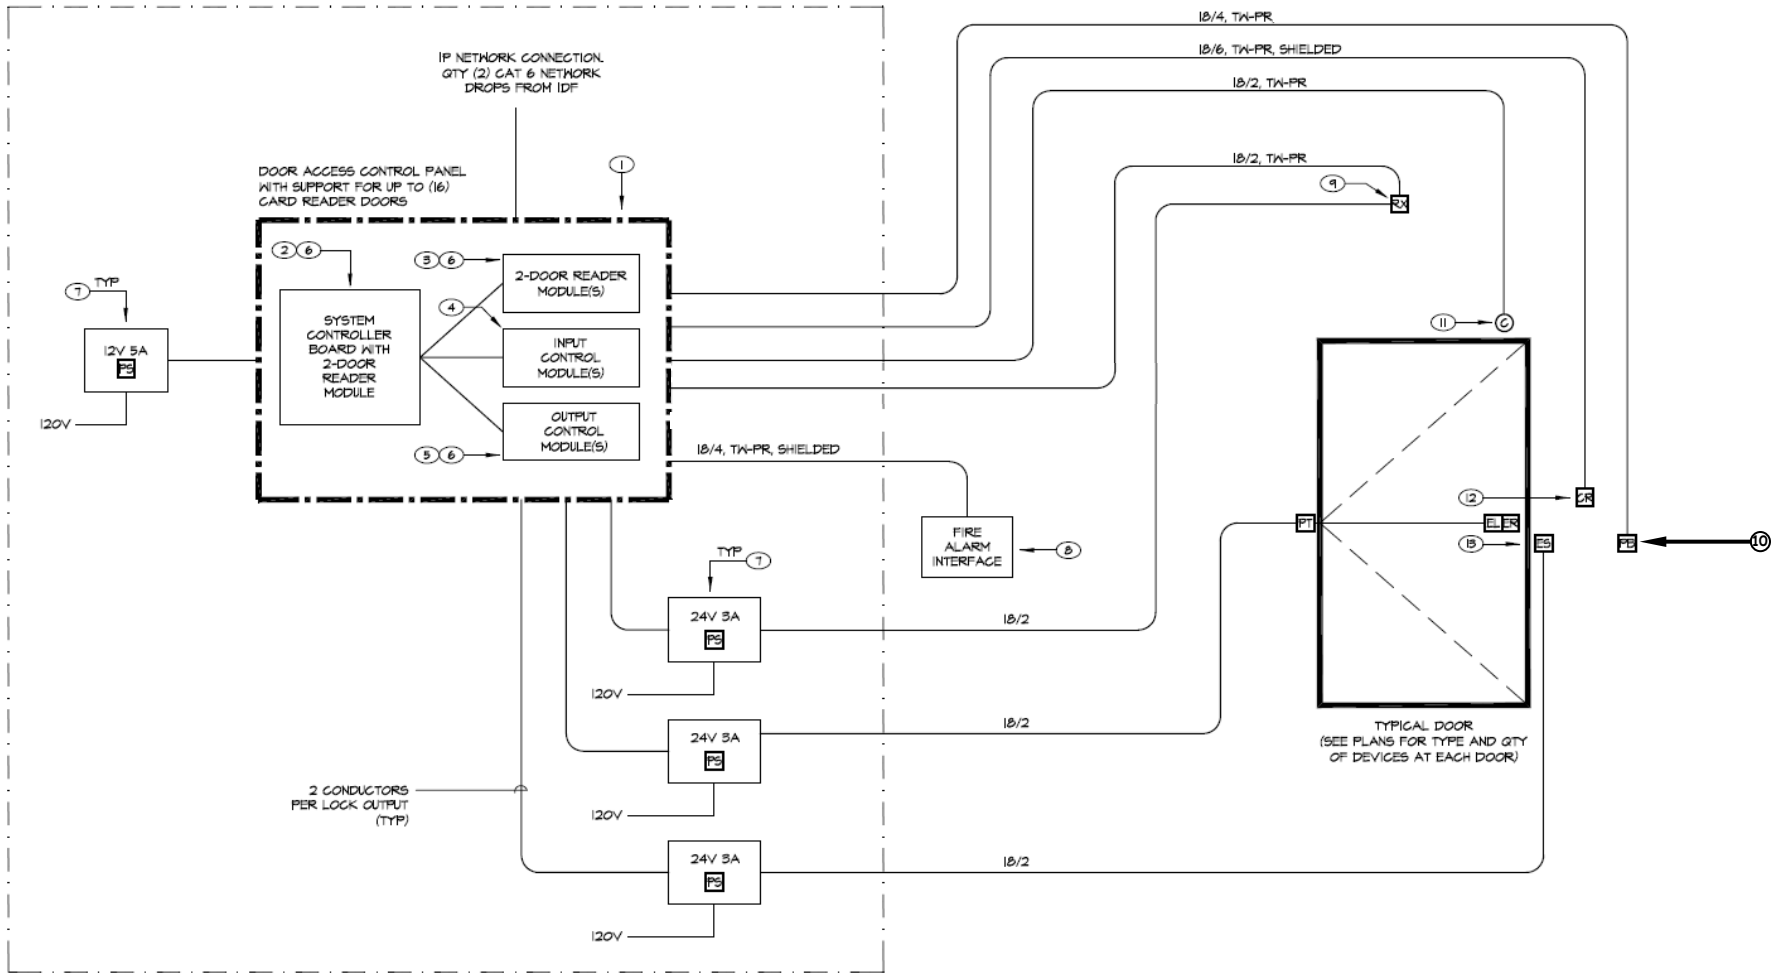 18/4, TW-PR
18/6, TW-PR, SHIELDED
18/2, TW-PR
18/2, TW-PR
IP NETWORK CONNECTION.
QTY (2) CAT 6 NETWORK
DROPS FROM IDF
DOOR ACCESS CONTROL PANEL
WITH SUPPORT FOR UP TO (16)
CARD READER DOORS
1
9
RX
2 6
3 6
2-DOOR READER
MODULE(S)
7
TYP
4
SYSTEM
CONTROLLER
BOARD WITH
2-DOOR
READER
MODULE
INPUT
CONTROL
MODULE(S)
11
C
12V 5A
PS
120V
OUTPUT
CONTROL
MODULE(S)
5 6
18/4, TW-PR, SHIELDED
12
CR
FIRE
ALARM
INTERFACE
8
PT
EL ER
13
ES
PB
10
TYP
7
24V 3A
PS
120V
18/2
24V 3A
PS
120V
18/2
TYPICAL DOOR
(SEE PLANS FOR TYPE AND QTY
OF DEVICES AT EACH DOOR)
2 CONDUCTORS
PER LOCK OUTPUT
(TYP)
24V 3A
PS
120V
18/2